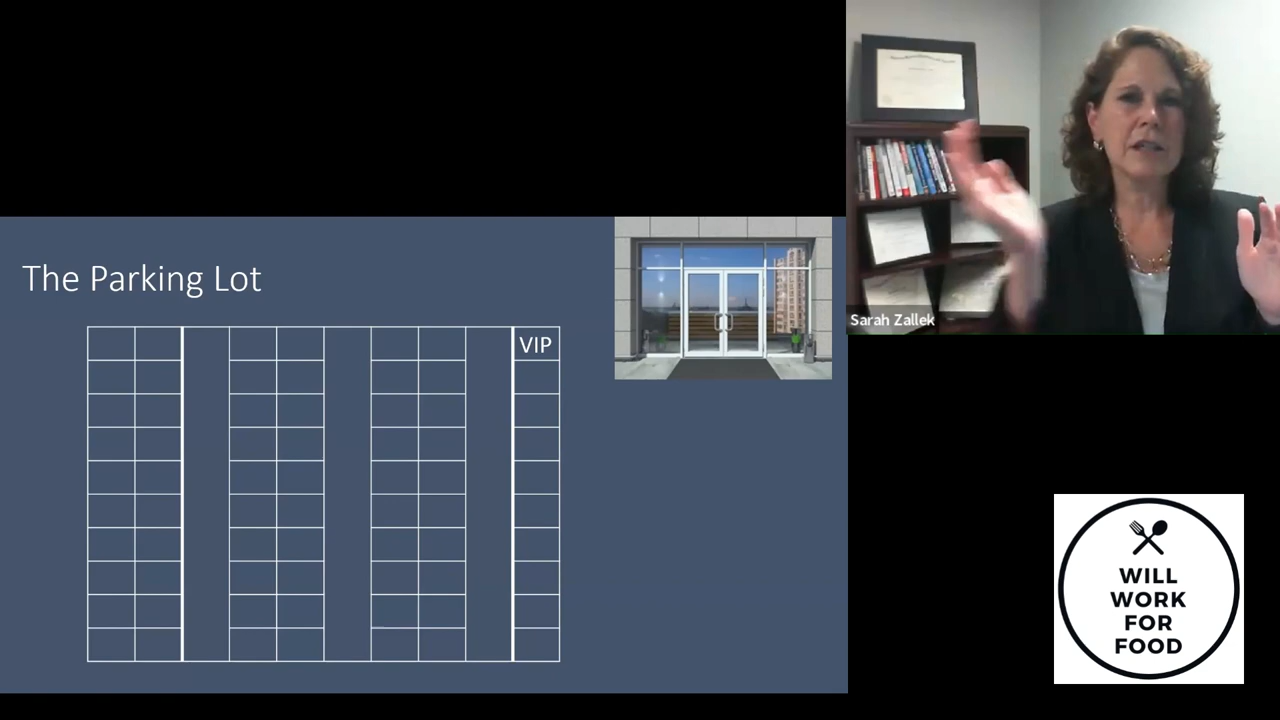 The Parking Lot
VIP
Sarah Zallek
WILL
WORK
FOR
FOOD